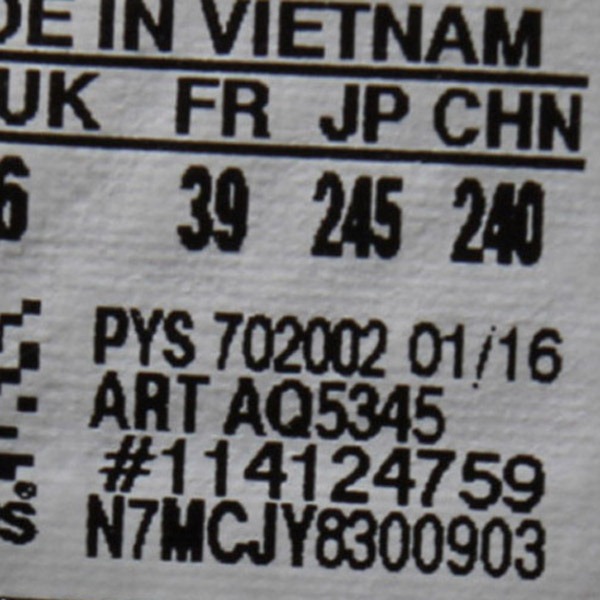 DE IN VIETNAM
UK FR JP CHN
6 39 245 240
PYS 702002 01/16
ART AQ5345
#114124759
N7MCJY8300903